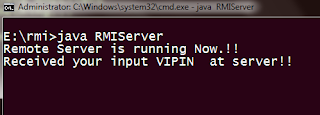 Administrator: C:\Windows\system32\cmd.exe - java RMIServer
E:\rmi>java RMIServer
Remote Server is running Now.!!
Received your input VIPIN  at server!!